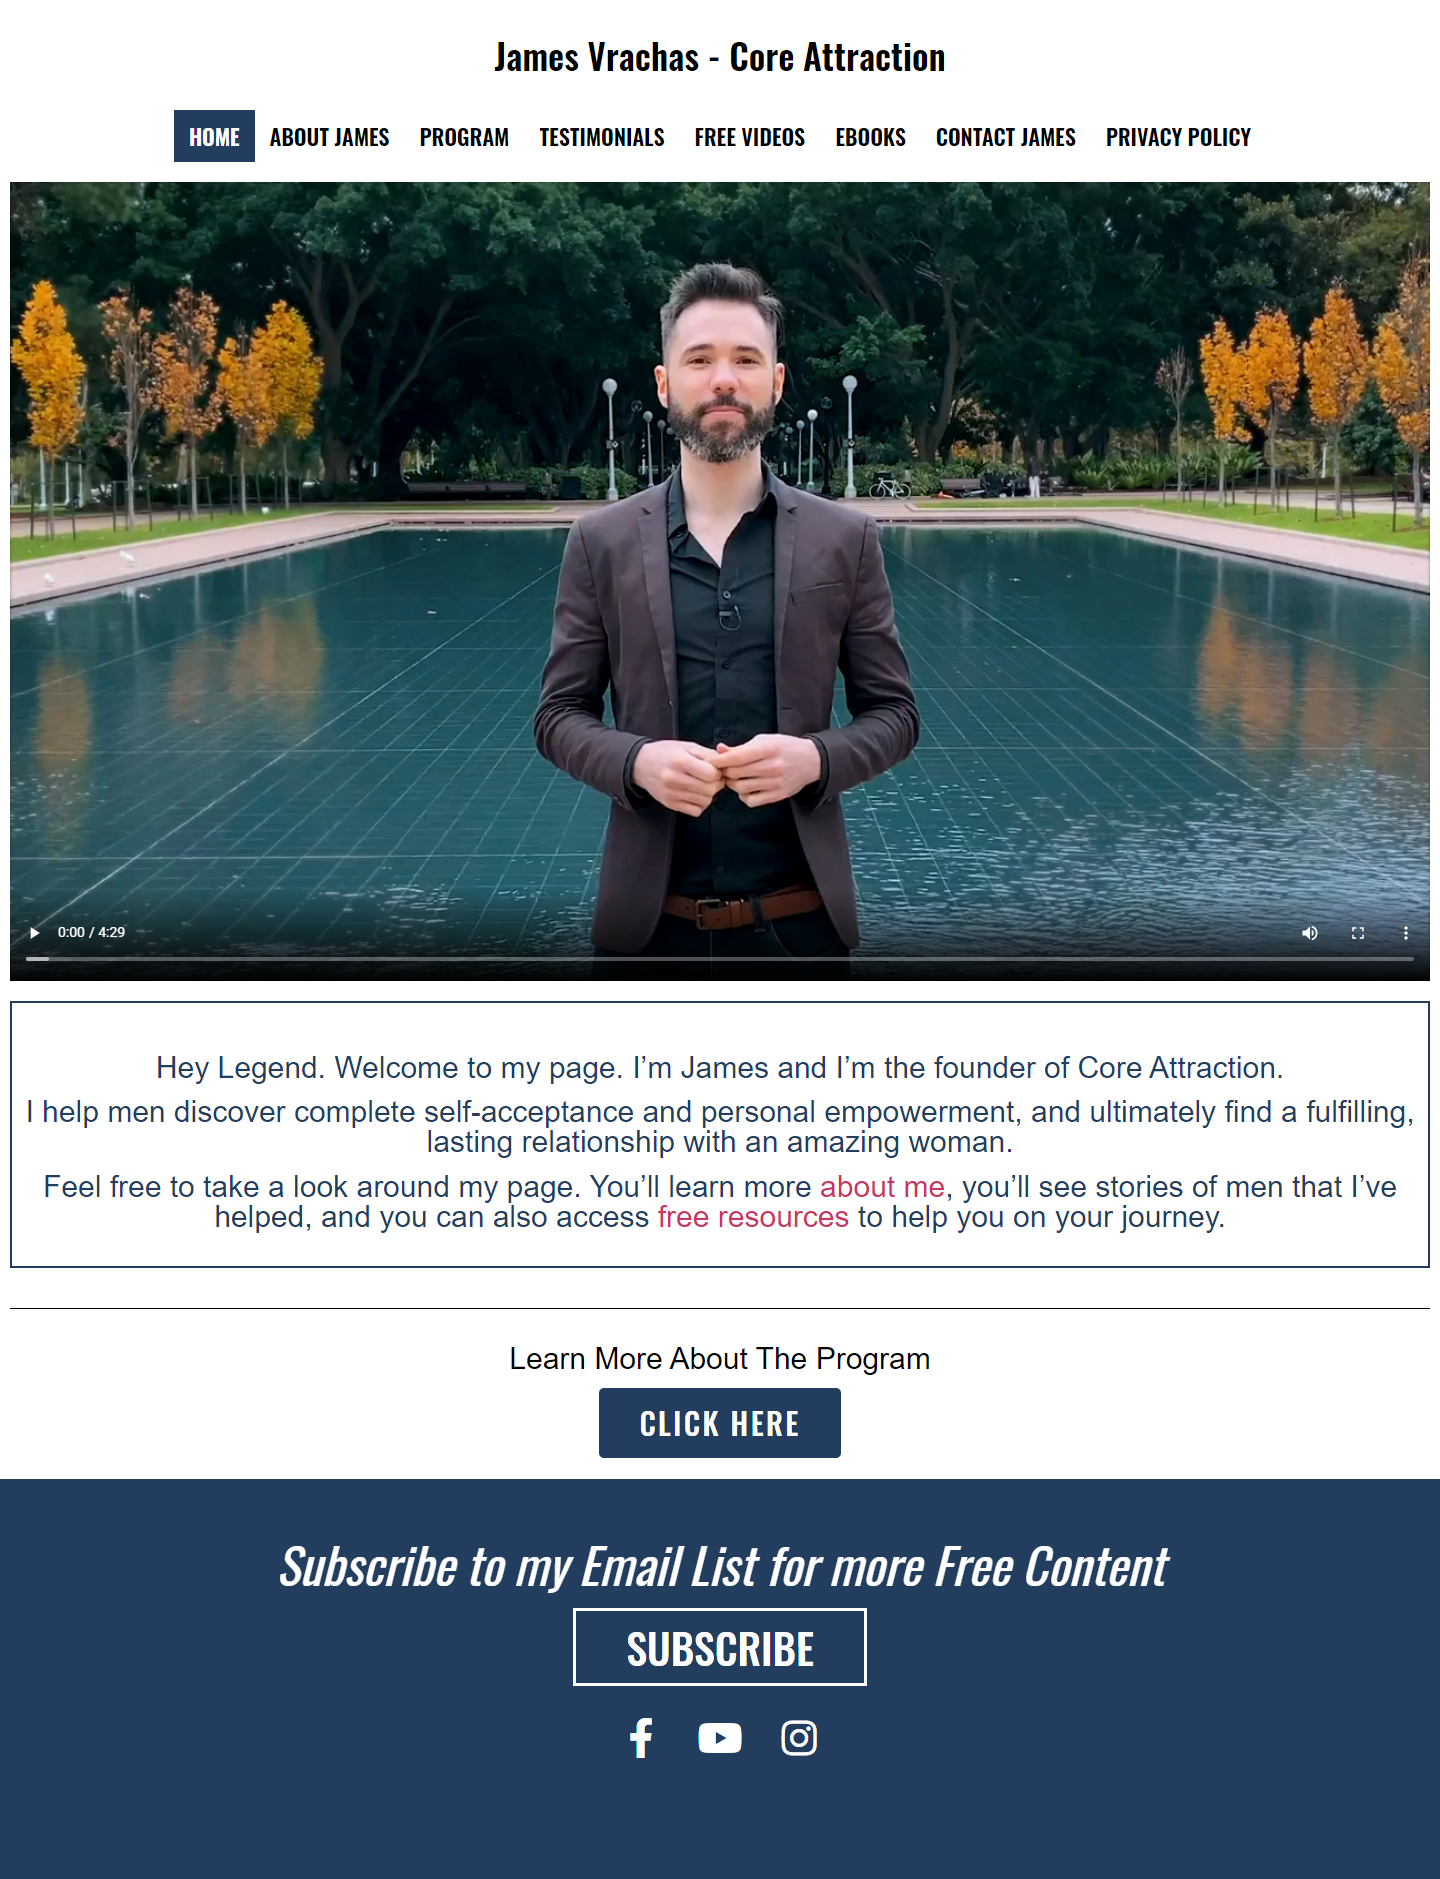 James Vrachas - Core Attraction
HOME ABOUT JAMES PROGRAM TESTIMONIALS FREE VIDEOS EBOOKS CONTACT JAMES PRIVACY POLICY
0:00 / 4:29
Hey Legend. Welcome to my page. I’m James and I’m the founder of Core Attraction.
I help men discover complete self-acceptance and personal empowerment, and ultimately find a fulfilling,
lasting relationship with an amazing woman.
Feel free to take a look around my page. You’ll learn more about me, you’ll see stories of men that I’ve
helped, and you can also access free resources to help you on your journey.
Learn More About The Program
CLICK HERE
Subscribe to my Email List for more Free Content
SUBSCRIBE